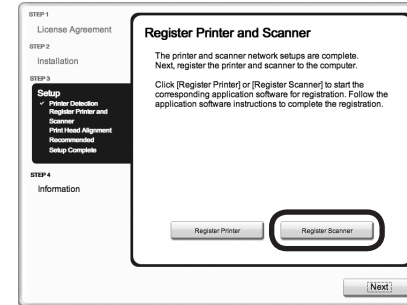 STEP 1
License Agreement
STEP 2
Installation
STEP 3
Setup
✓ Printer Detection
Register Printer and
Scanner
Print Head Alignment
Recommended
Setup Complete
STEP 4
Information
Register Printer and Scanner
The printer and scanner network setups are complete.
Next, register the printer and scanner to the computer.
Click [Register Printer] or [Register Scanner] to start the
corresponding application software for registration. Follow the
application software instructions to complete the registration.
Register Printer
Register Scanner
Next